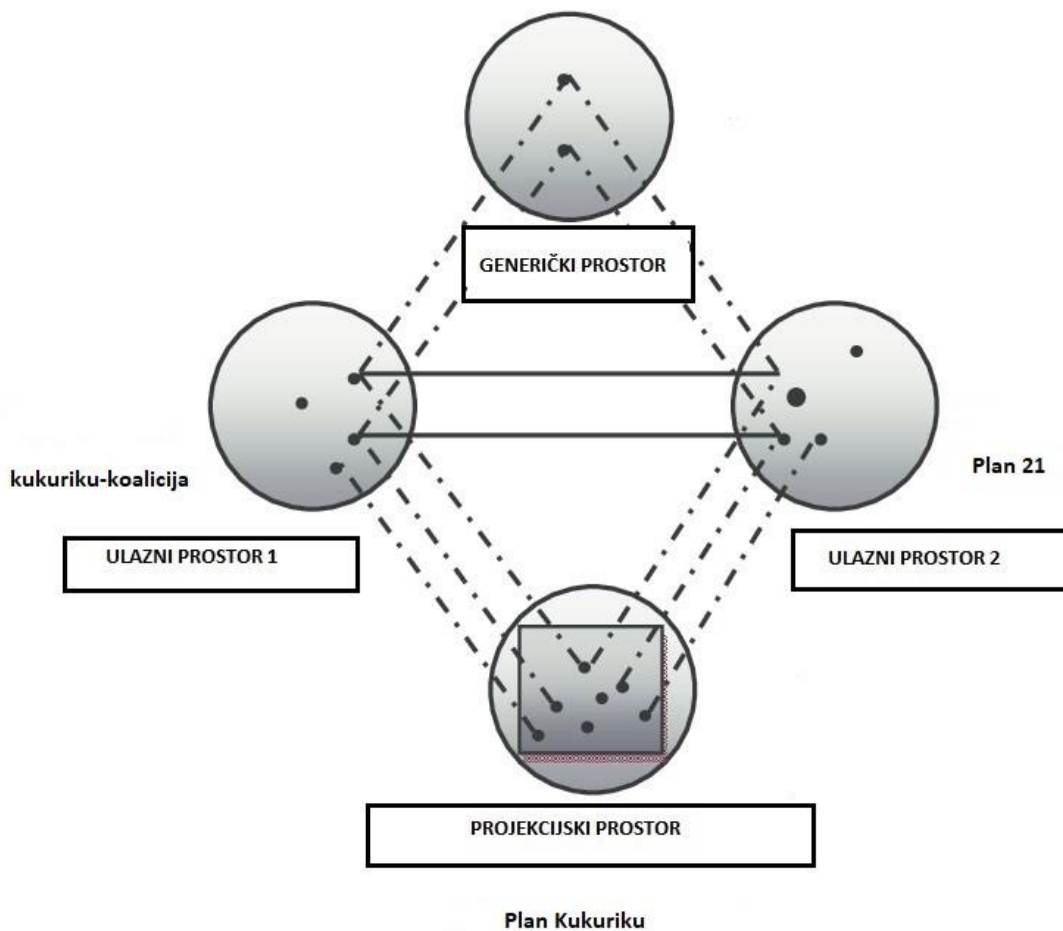 GENERIČKI PROSTOR
kukuriku-koalicija
Plan 21
ULAZNI PROSTOR 1
ULAZNI PROSTOR 2
PROJEKCIJSKI PROSTOR
Plan Kukuriku